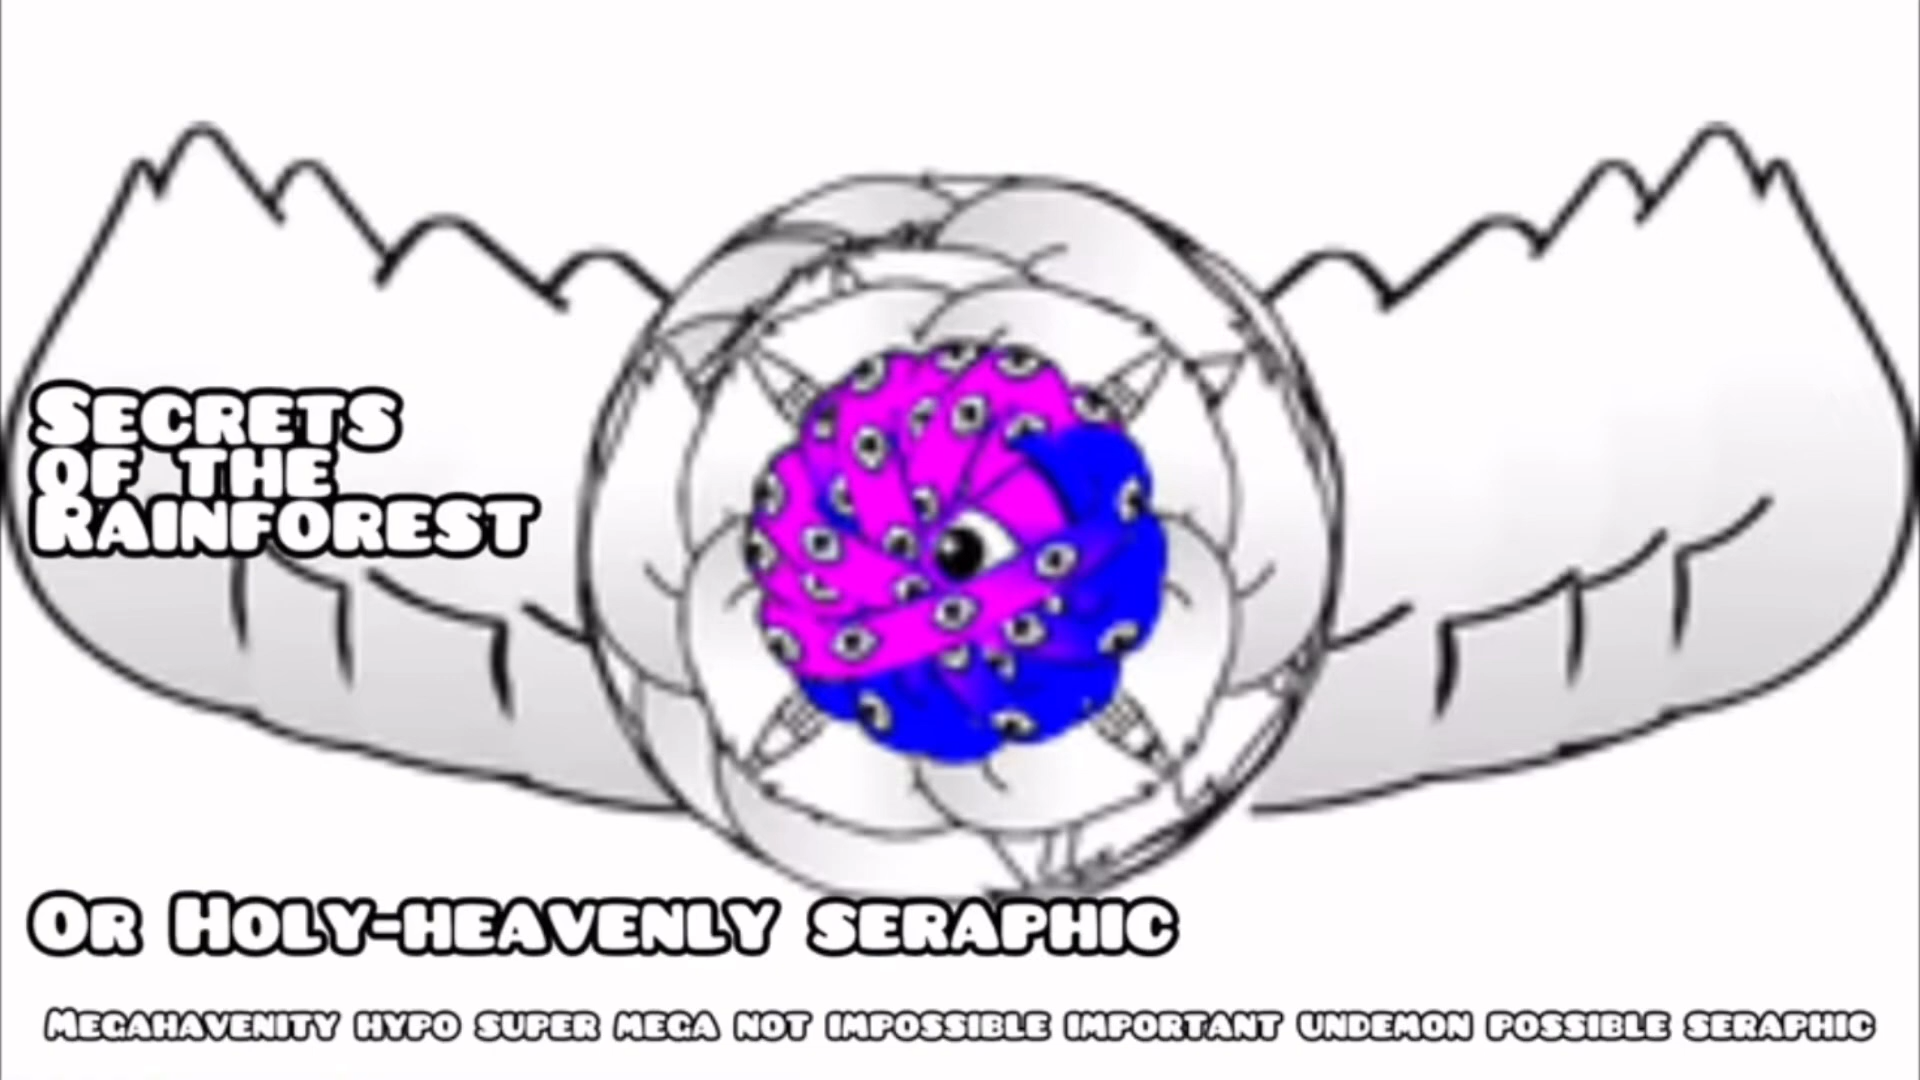 Secrets
of the
Rainforest
Or Holy-heavenly seraphic
Megahavenity hypo super mega not impossible important undemon possible seraphic